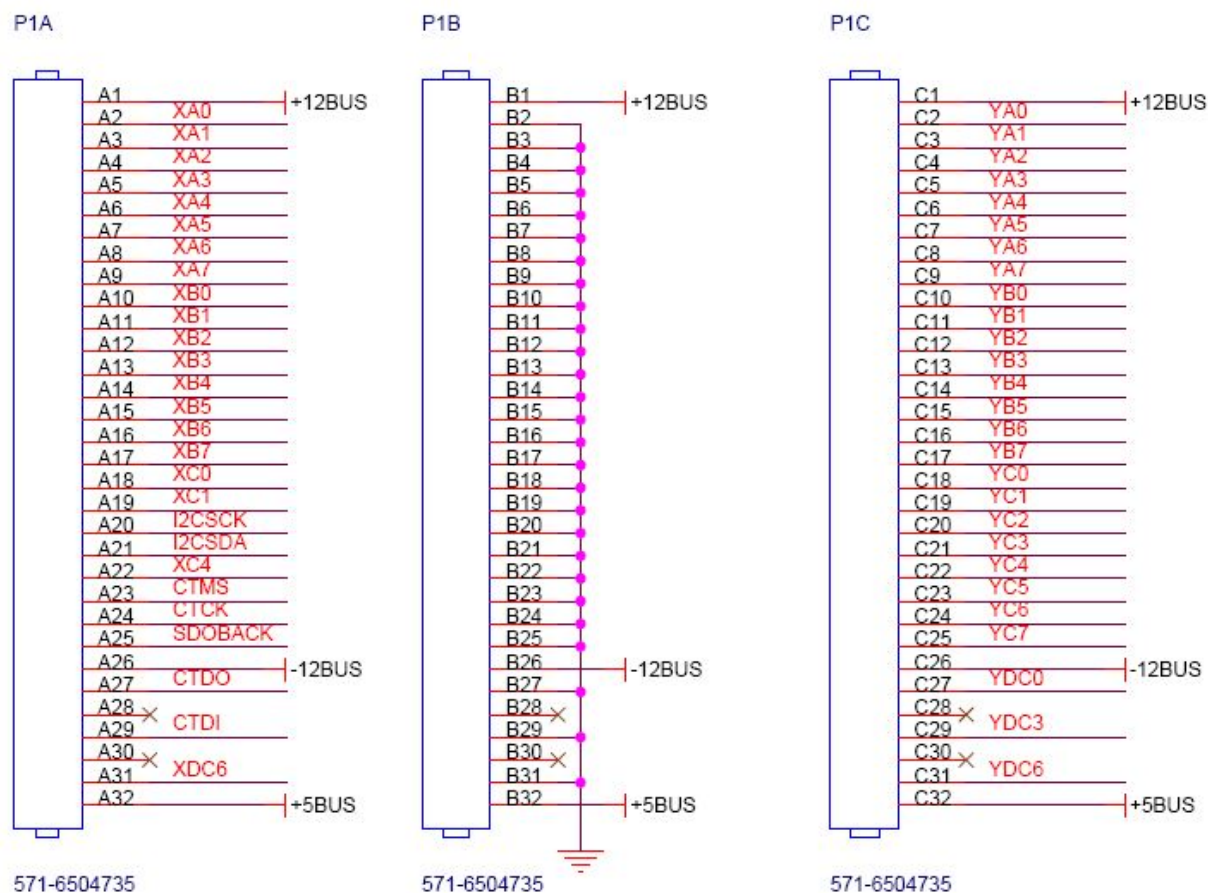 P1A
A1
+12BUS
XA0
A2
XA1
A3
XA2
A4
XA3
A5
XA4
A6
XA5
A7
XA6
A8
XA7
A9
XB0
A10
XB1
A11
XB2
A12
XB3
A13
XB4
A14
XB5
A15
XB6
A16
XB7
A17
XC0
A18
XC1
A19
I2CSCK
A20
I2CSDA
A21
XC4
A22
CTMS
A23
CTCK
A24
SDOBACK
A25
A26
-12BUS
CTDO
A27
A28
CTDI
A29
A30
XDC6
A31
A32
+5BUS
571-6504735
P1B
B1
+12BUS
B2
B3
B4
B5
B6
B7
B8
B9
B10
B11
B12
B13
B14
B15
B16
B17
B18
B19
B20
B21
B22
B23
B24
B25
B26
-12BUS
B27
B28
B29
B30
B31
B32
+5BUS
571-6504735
P1C
C1
+12BUS
YA0
C2
YA1
C3
YA2
C4
YA3
C5
YA4
C6
YA5
C7
YA6
C8
YA7
C9
YB0
C10
YB1
C11
YB2
C12
YB3
C13
YB4
C14
YB5
C15
YB6
C16
YB7
C17
YC0
C18
YC1
C19
YC2
C20
YC3
C21
YC4
C22
YC5
C23
YC6
C24
YC7
C25
C26
-12BUS
YDC0
C27
C28
YDC3
C29
C30
YDC6
C31
C32
+5BUS
571-6504735